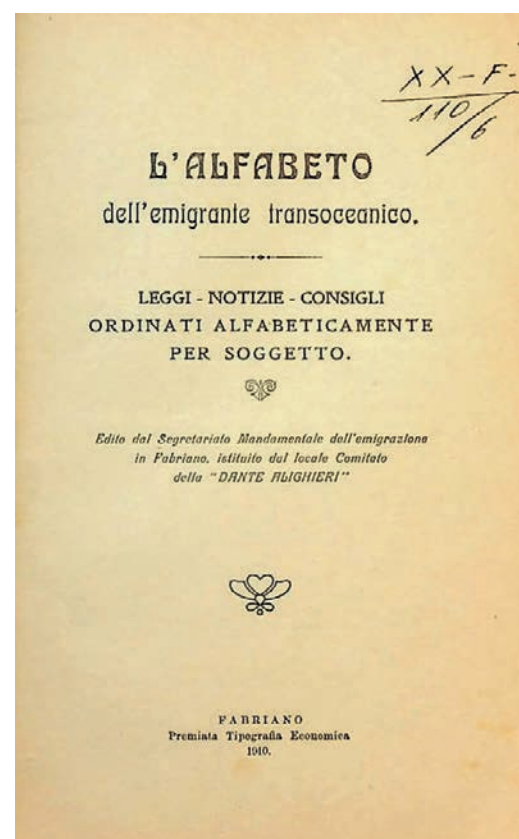 XX-F-
110/6
L'ALFABETO
dell'emigrante transoceanico.
LEGGI - NOTIZIE - CONSIGLI
ORDINATI ALFABETICAMENTE
PER SOGGETTO.
Edito dal Segretariato Mandamentale dell'emigrazione
in Fabriano, istituito dal locale Comitato
della "DANTE ALIGHIERI"
FABRIANO
Premiata Tipografia Economica
1910.